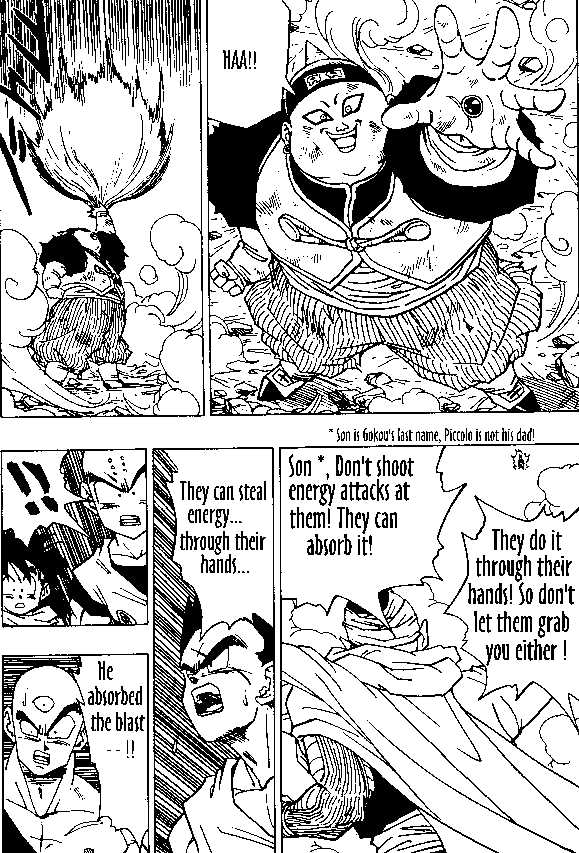 HAA!!
* Son is Gokou's last name, Piccolo is not his dad!
Son *, Don't shoot
energy attacks at
them! They can
absorb it!
They do it
through their
hands! So don't
let them grab
you either !
They can steal
energy...
through their
hands...
!!
He
absorbed
the blast
-- !!